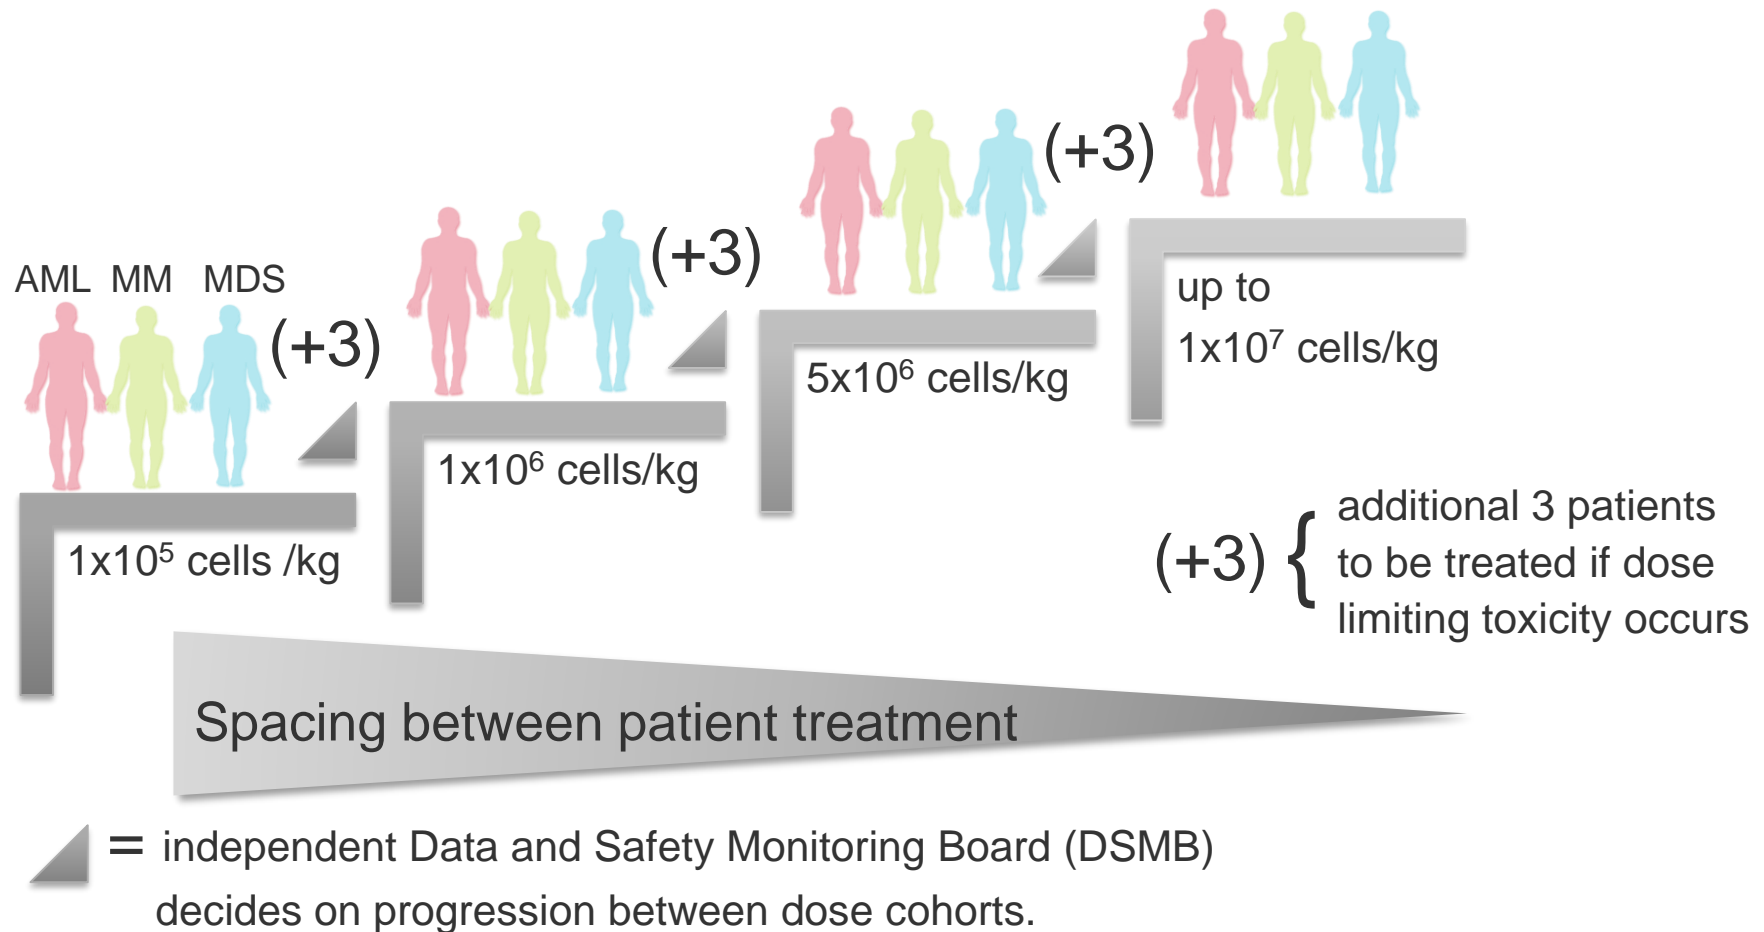 (+3)
(+3)
(+3)
AML MM MDS
up to
1x10⁷ cells/kg
5x10⁶ cells/kg
1x10⁶ cells/kg
1x10⁵ cells /kg
(+3) { additional 3 patients
to be treated if dose
limiting toxicity occurs
Spacing between patient treatment
= independent Data and Safety Monitoring Board (DSMB)
decides on progression between dose cohorts.